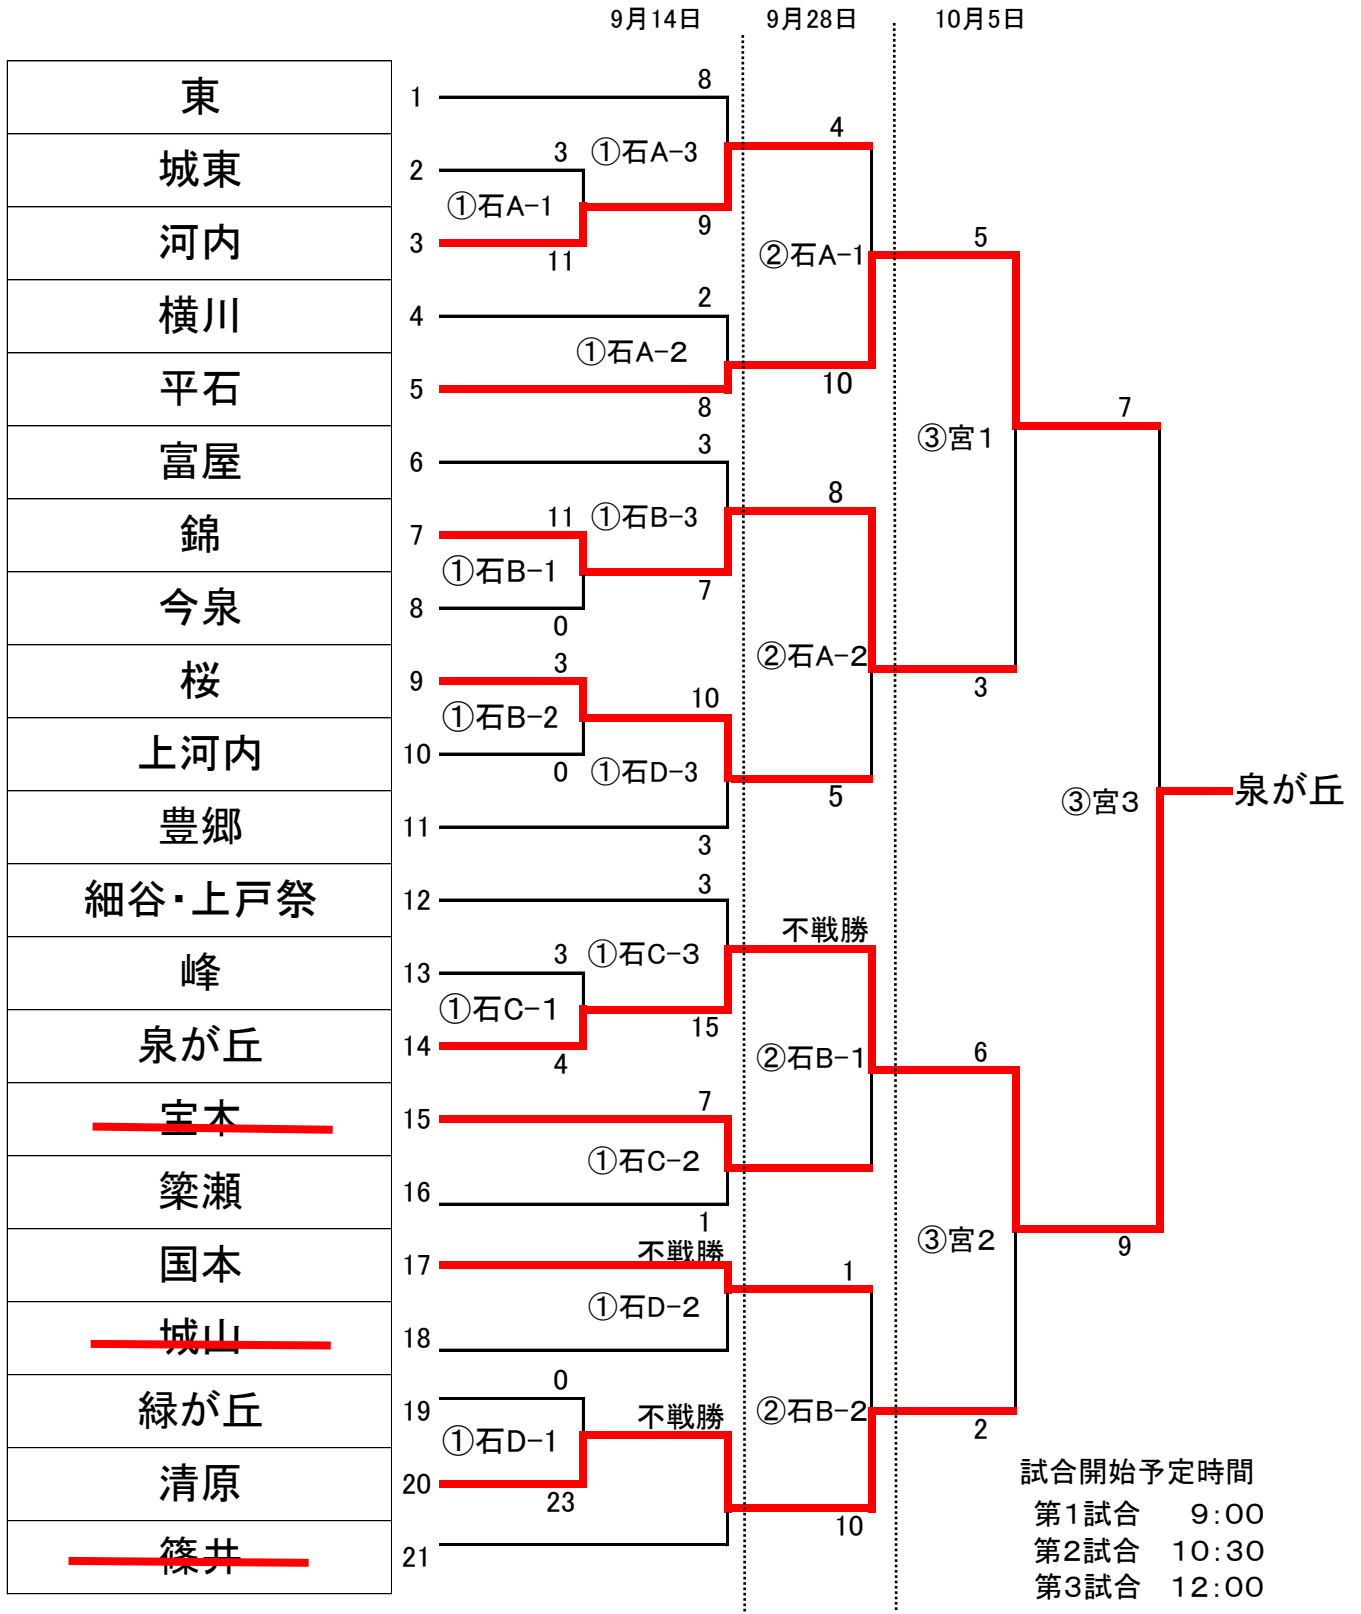 9月14日 9月28日 10月5日
東 1 8
4
城東 2 3 ①石A-3
①石A-1
河内 3 11 9 ②石A-1 5
横川 4 2
①石A-2
平石 5 8 10 7
富屋 6 3 ③宮1
錦 7 11 ①石B-3 8
①石B-1
今泉 8 0 7
②石A-2
桜 9 3 10 3
①石B-2
上河内 10 0 ①石D-3 5 ③宮3 泉が丘
豊郷 11 3
細谷・上戸祭 12 3 不戦勝
峰 13 3 ①石C-3
①石C-1
泉が丘 14 4 15 ②石B-1 6
宝木 15 7
①石C-2
簗瀬 16 1
国本 17 不戦勝 1 ③宮2 9
①石D-2
城山 18
緑が丘 19 0 不戦勝 ②石B-2 2
①石D-1
清原 20 23 10
篠井 21
試合開始予定時間
第1試合 9:00
第2試合 10:30
第3試合 12:00